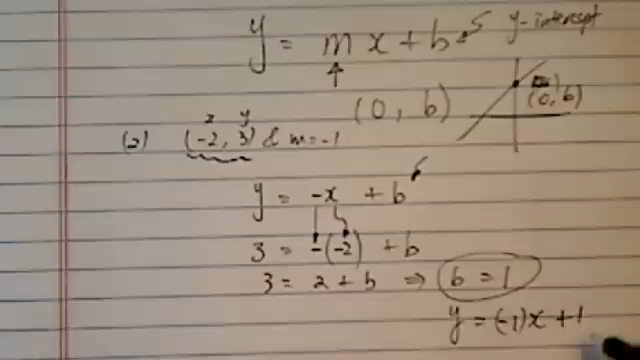 y = mx + b y-intercept
(0, b) (0, b)
x y
(2) (-2, 3) & m = -1
y = -x + b
3 = -(-2) + b
3 = 2 + b ⇒ b = 1
y = (-1)x + 1